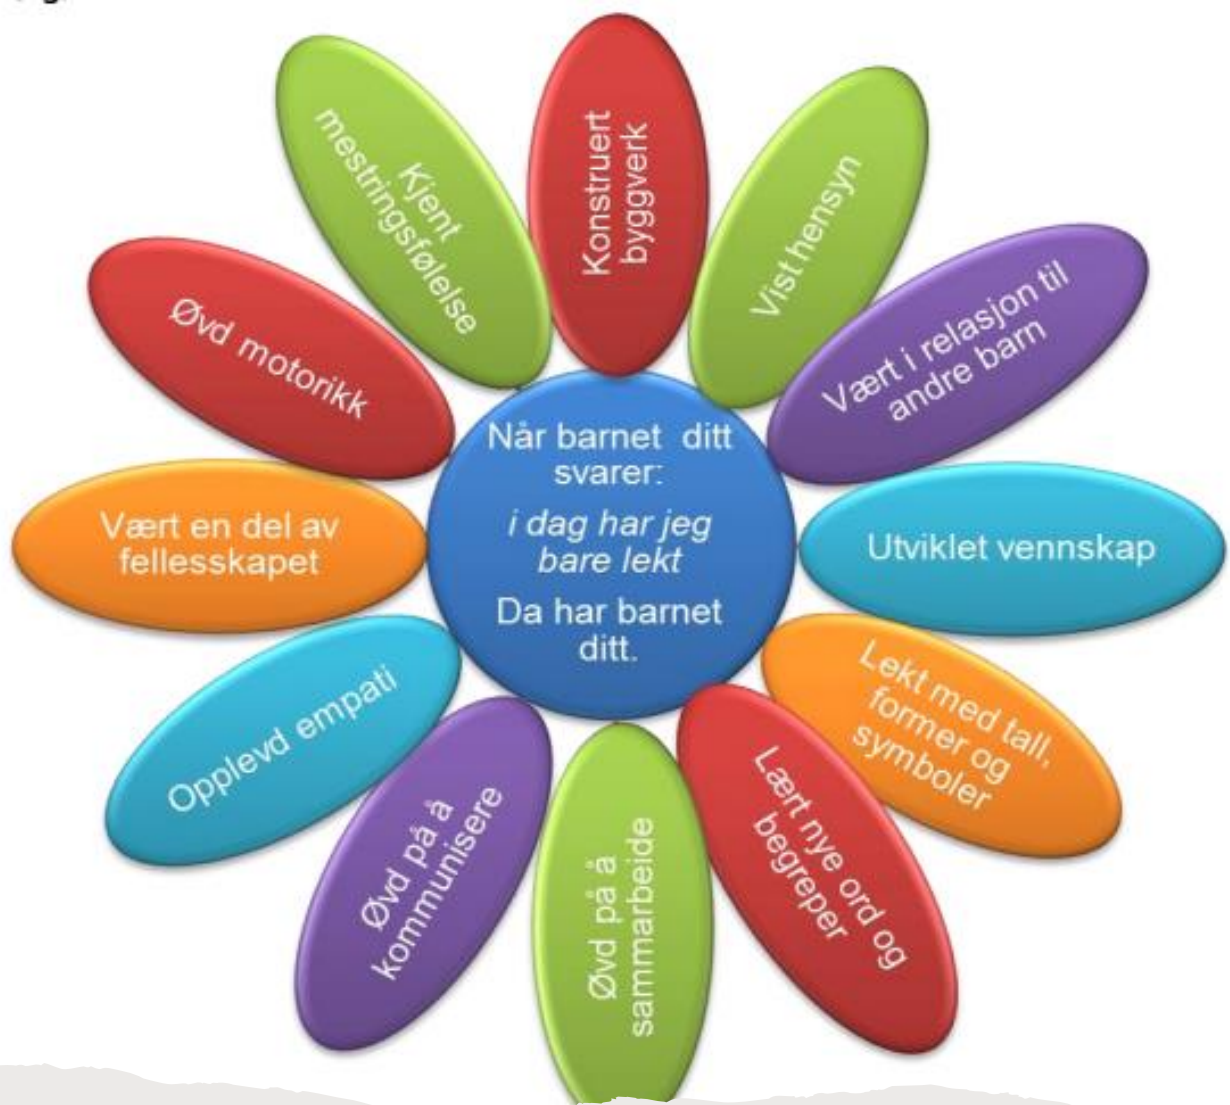 Når barnet ditt
svarer:
i dag har jeg
bare lekt
Da har barnet
ditt.
Konstruert
byggverk
Vist hensyn
Vært i relasjon til
andre barn
Utviklet vennskap
Lekt med tall,
former og
symboler
Lært nye ord og
begreper
Øvd på å
sammarbeide
Øvd på å
kommunisere
Opplevd empati
Vært en del av
fellesskapet
Øvd motorikk
Kjent
mestringsfølelse